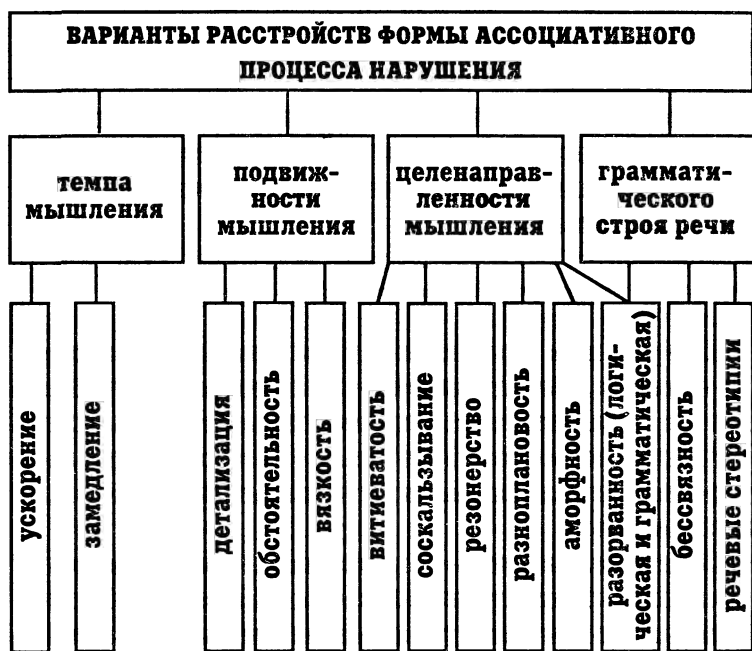 ВАРИАНТЫ РАССТРОЙСТВ ФОРМЫ АССОЦИАТИВНОГО
ПРОЦЕССА НАРУШЕНИЯ
темпа
мышления
подвиж-
ности
мышления
целенаправ-
ленности
мышления
граммати-
ческого
строя речи
ускорение
замедление
детализация
обстоятельность
вязкость
витиеватость
соскальзывание
резонерство
разноплановость
аморфность
разорванность (логи-
ческая и грамматическая)
бессвязность
речевые стереотипии